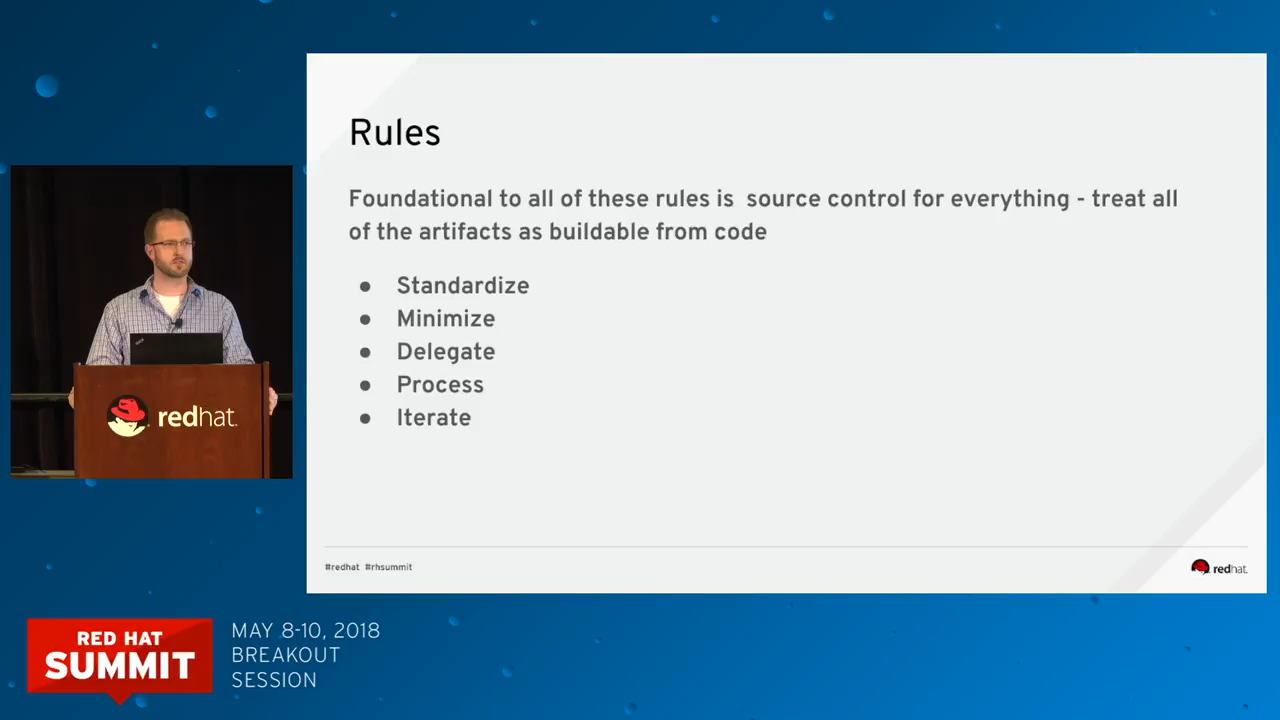 Rules
Foundational to all of these rules is source control for everything - treat all
of the artifacts as buildable from code
● Standardize
● Minimize
● Delegate
● Process
● Iterate
#redhat #rhsummit
redhat.
redhat.
RED HAT
SUMMIT
MAY 8-10, 2018
BREAKOUT
SESSION